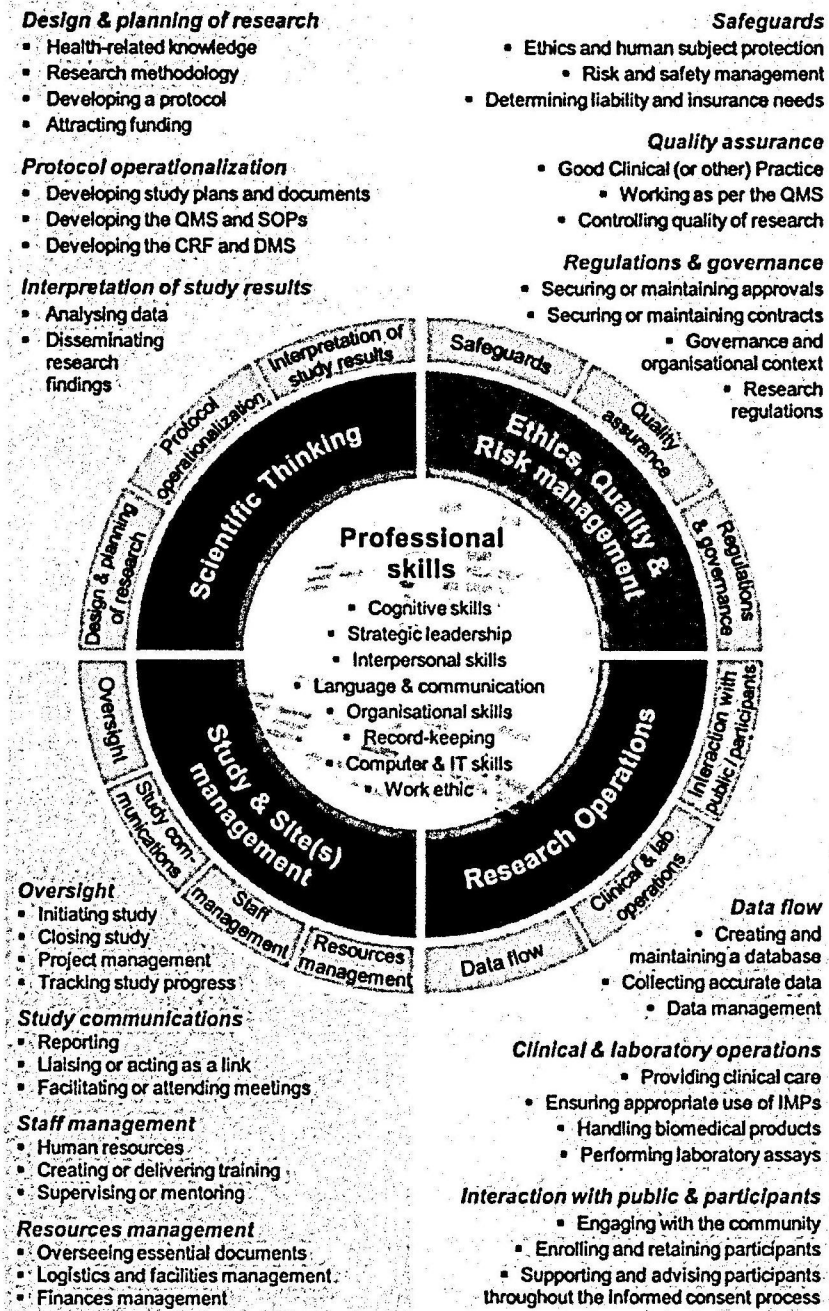 Design & planning of research
▪ Health-related knowledge
▪ Research methodology
▪ Developing a protocol
▪ Attracting funding
Protocol operationalization
▪ Developing study plans and documents
▪ Developing the QMS and SOPs
▪ Developing the CRF and DMS
Interpretation of study results
▪ Analysing data
▪ Disseminating
research
findings
Safeguards
▪ Ethics and human subject protection
▪ Risk and safety management
▪ Determining liability and insurance needs
Quality assurance
▪ Good Clinical (or other) Practice
▪ Working as per the QMS
▪ Controlling quality of research
Regulations & governance
▪ Securing or maintaining approvals
▪ Securing or maintaining contracts
▪ Governance and
organisational context
▪ Research
regulations
Design & planning
of research
Protocol
operationalization
Interpretation of
study results
Safeguards
Quality
assurance
Regulations
& governance
Scientific Thinking
Ethics, Quality &
Risk management
Professional
skills
▪ Cognitive skills
▪ Strategic leadership
▪ Interpersonal skills
▪ Language & communication
▪ Organisational skills
▪ Record-keeping
▪ Computer & IT skills
▪ Work ethic
Study & Site(s)
management
Research Operations
Oversight
Study com-
munications
Staff
management
Resources
management
Data flow
Clinical & lab
operations
Interaction with
public / participants
Oversight
▪ Initiating study
▪ Closing study
▪ Project management
▪ Tracking study progress
Study communications
▪ Reporting
▪ Liaising or acting as a link
▪ Facilitating or attending meetings
Staff management
▪ Human resources
▪ Creating or delivering training
▪ Supervising or mentoring
Resources management
▪ Overseeing essential documents
▪ Logistics and facilities management
▪ Finances management
Data flow
▪ Creating and
maintaining a database
▪ Collecting accurate data
▪ Data management
Clinical & laboratory operations
▪ Providing clinical care
▪ Ensuring appropriate use of IMPs
▪ Handling biomedical products
▪ Performing laboratory assays
Interaction with public & participants
▪ Engaging with the community
▪ Enrolling and retaining participants
▪ Supporting and advising participants
throughout the informed consent process